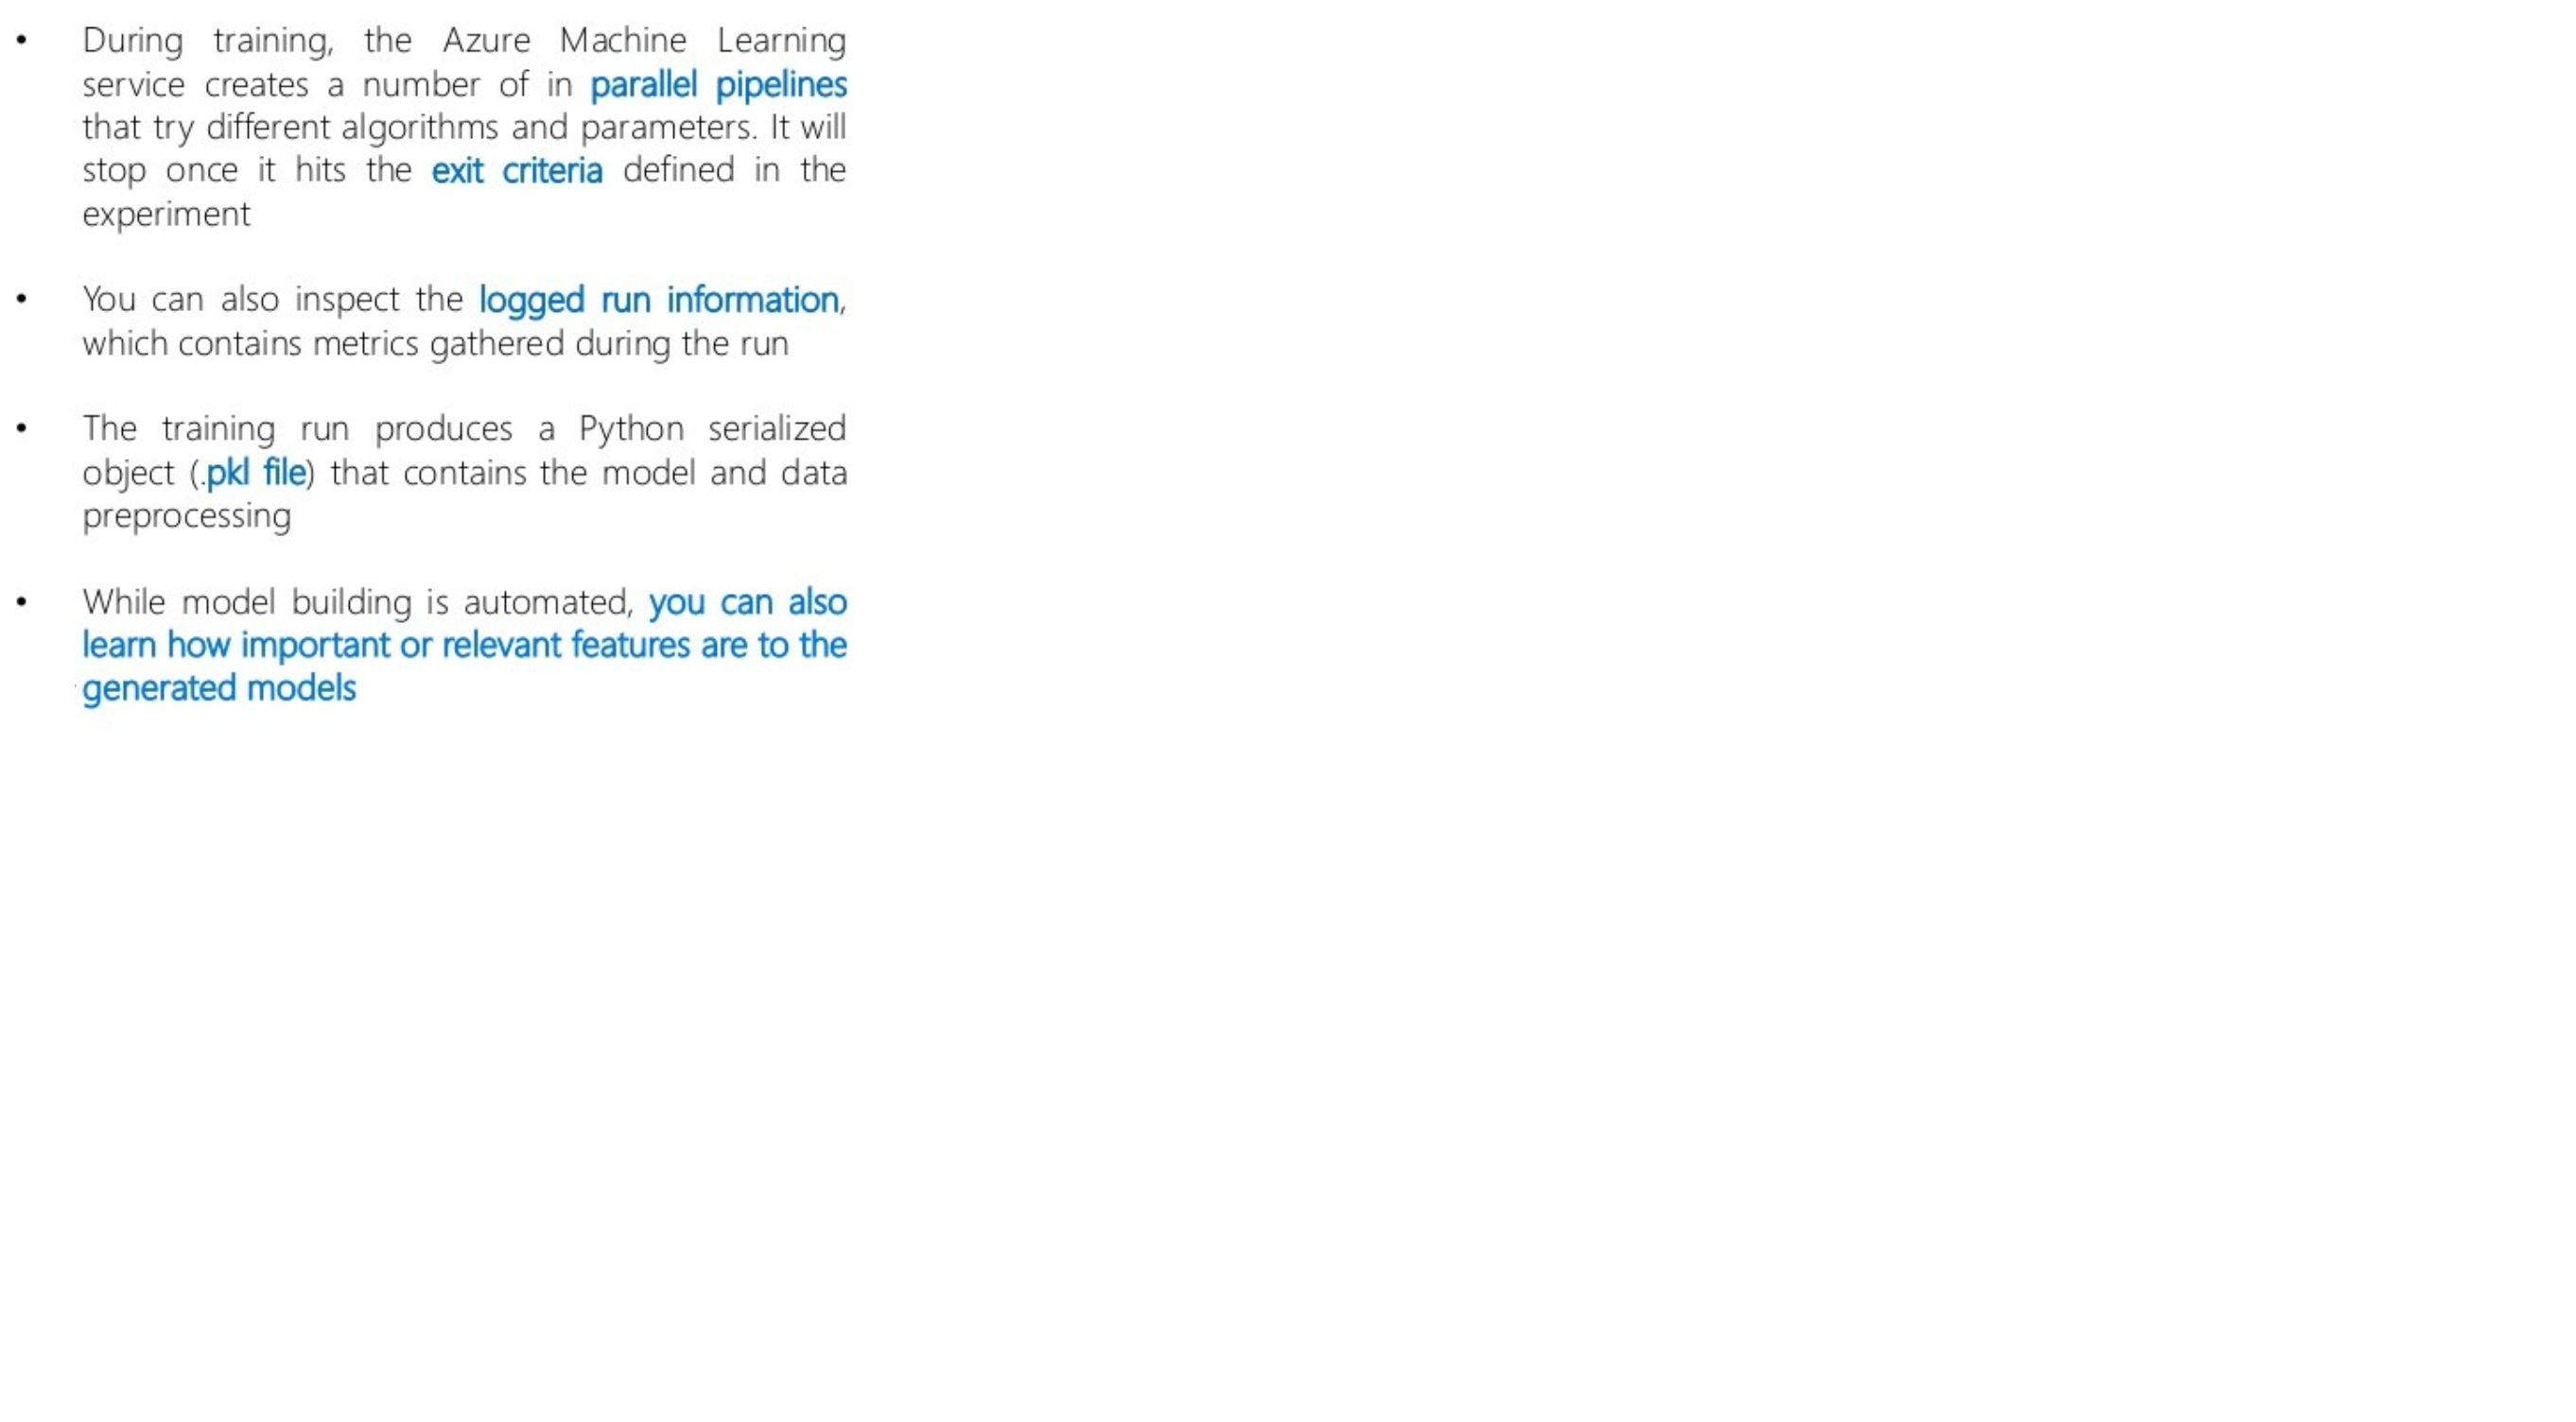 • During training, the Azure Machine Learning
service creates a number of in parallel pipelines
that try different algorithms and parameters. It will
stop once it hits the exit criteria defined in the
experiment
• You can also inspect the logged run information,
which contains metrics gathered during the run
• The training run produces a Python serialized
object (.pkl file) that contains the model and data
preprocessing
• While model building is automated, you can also
learn how important or relevant features are to the
generated models